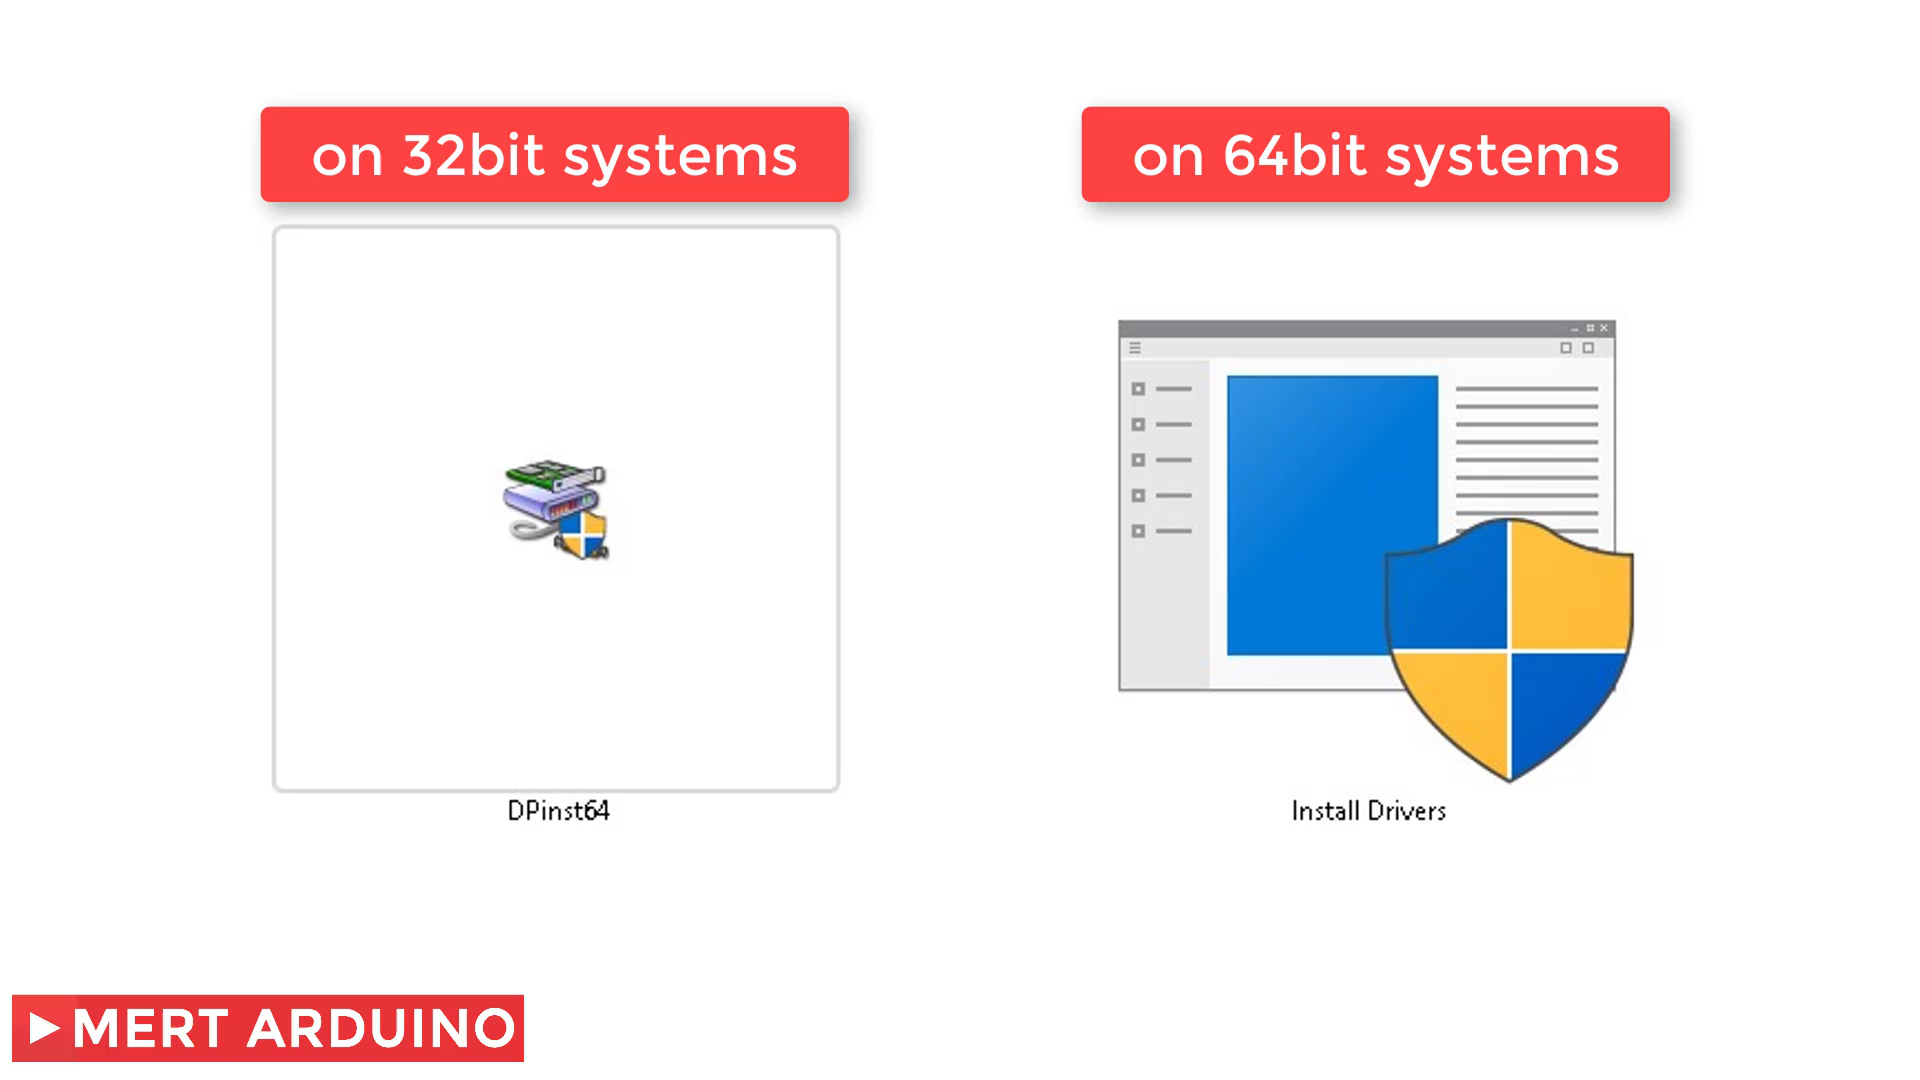 on 32bit systems
on 64bit systems
DPinst64
Install Drivers
MERT ARDUINO